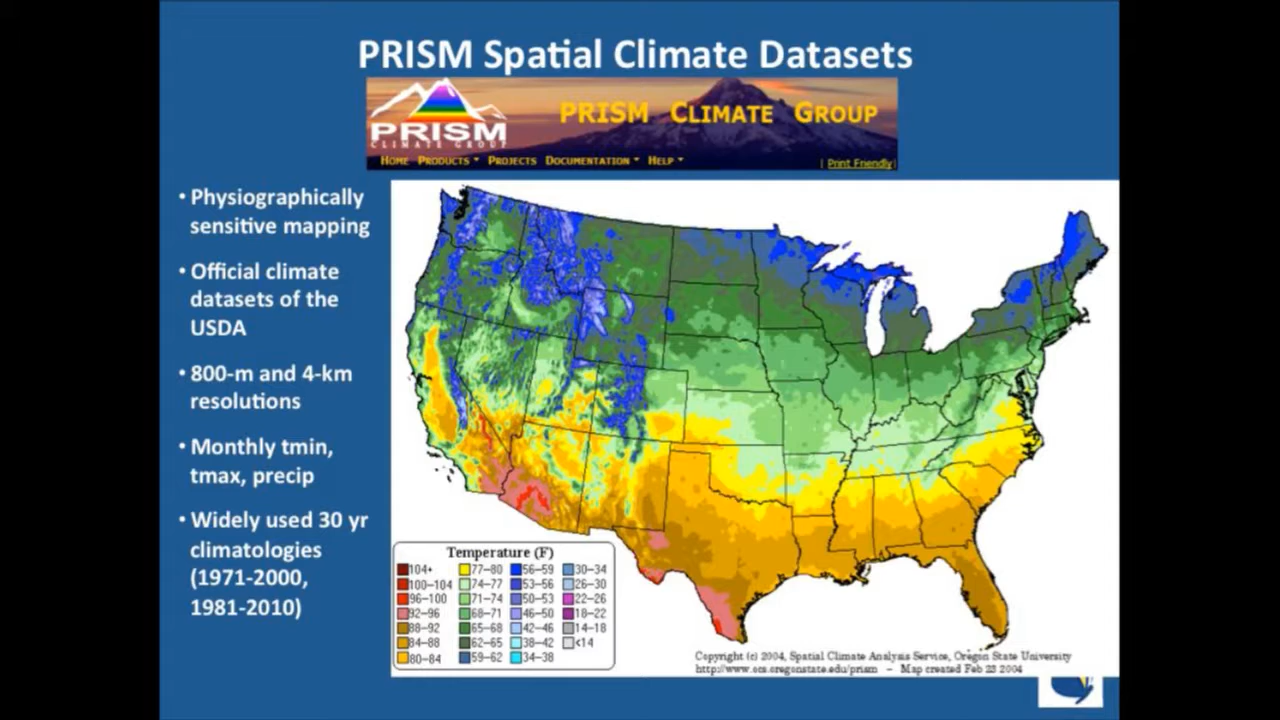 PRISM Spatial Climate Datasets
PRISM CLIMATE GROUP
PRISM
CLIMATE GROUP
HOME PRODUCTS PROJECTS DOCUMENTATION HELP
| Print Friendly |
• Physiographically
sensitive mapping
• Official climate
datasets of the
USDA
• 800-m and 4-km
resolutions
• Monthly tmin,
tmax, precip
• Widely used 30 yr
climatologies
(1971-2000,
1981-2010)
Temperature (F)
104+ 77-80 56-59 30-34
100-104 74-77 53-56 26-30
96-100 71-74 50-53 22-26
92-96 68-71 46-50 18-22
88-92 65-68 42-46 14-18
84-88 62-65 38-42 <14
80-84 59-62 34-38
Copyright (c) 2004, Spatial Climate Analysis Service, Oregon State University
http://www.ocs.oregonstate.edu/prism - Map created Feb 23 2004